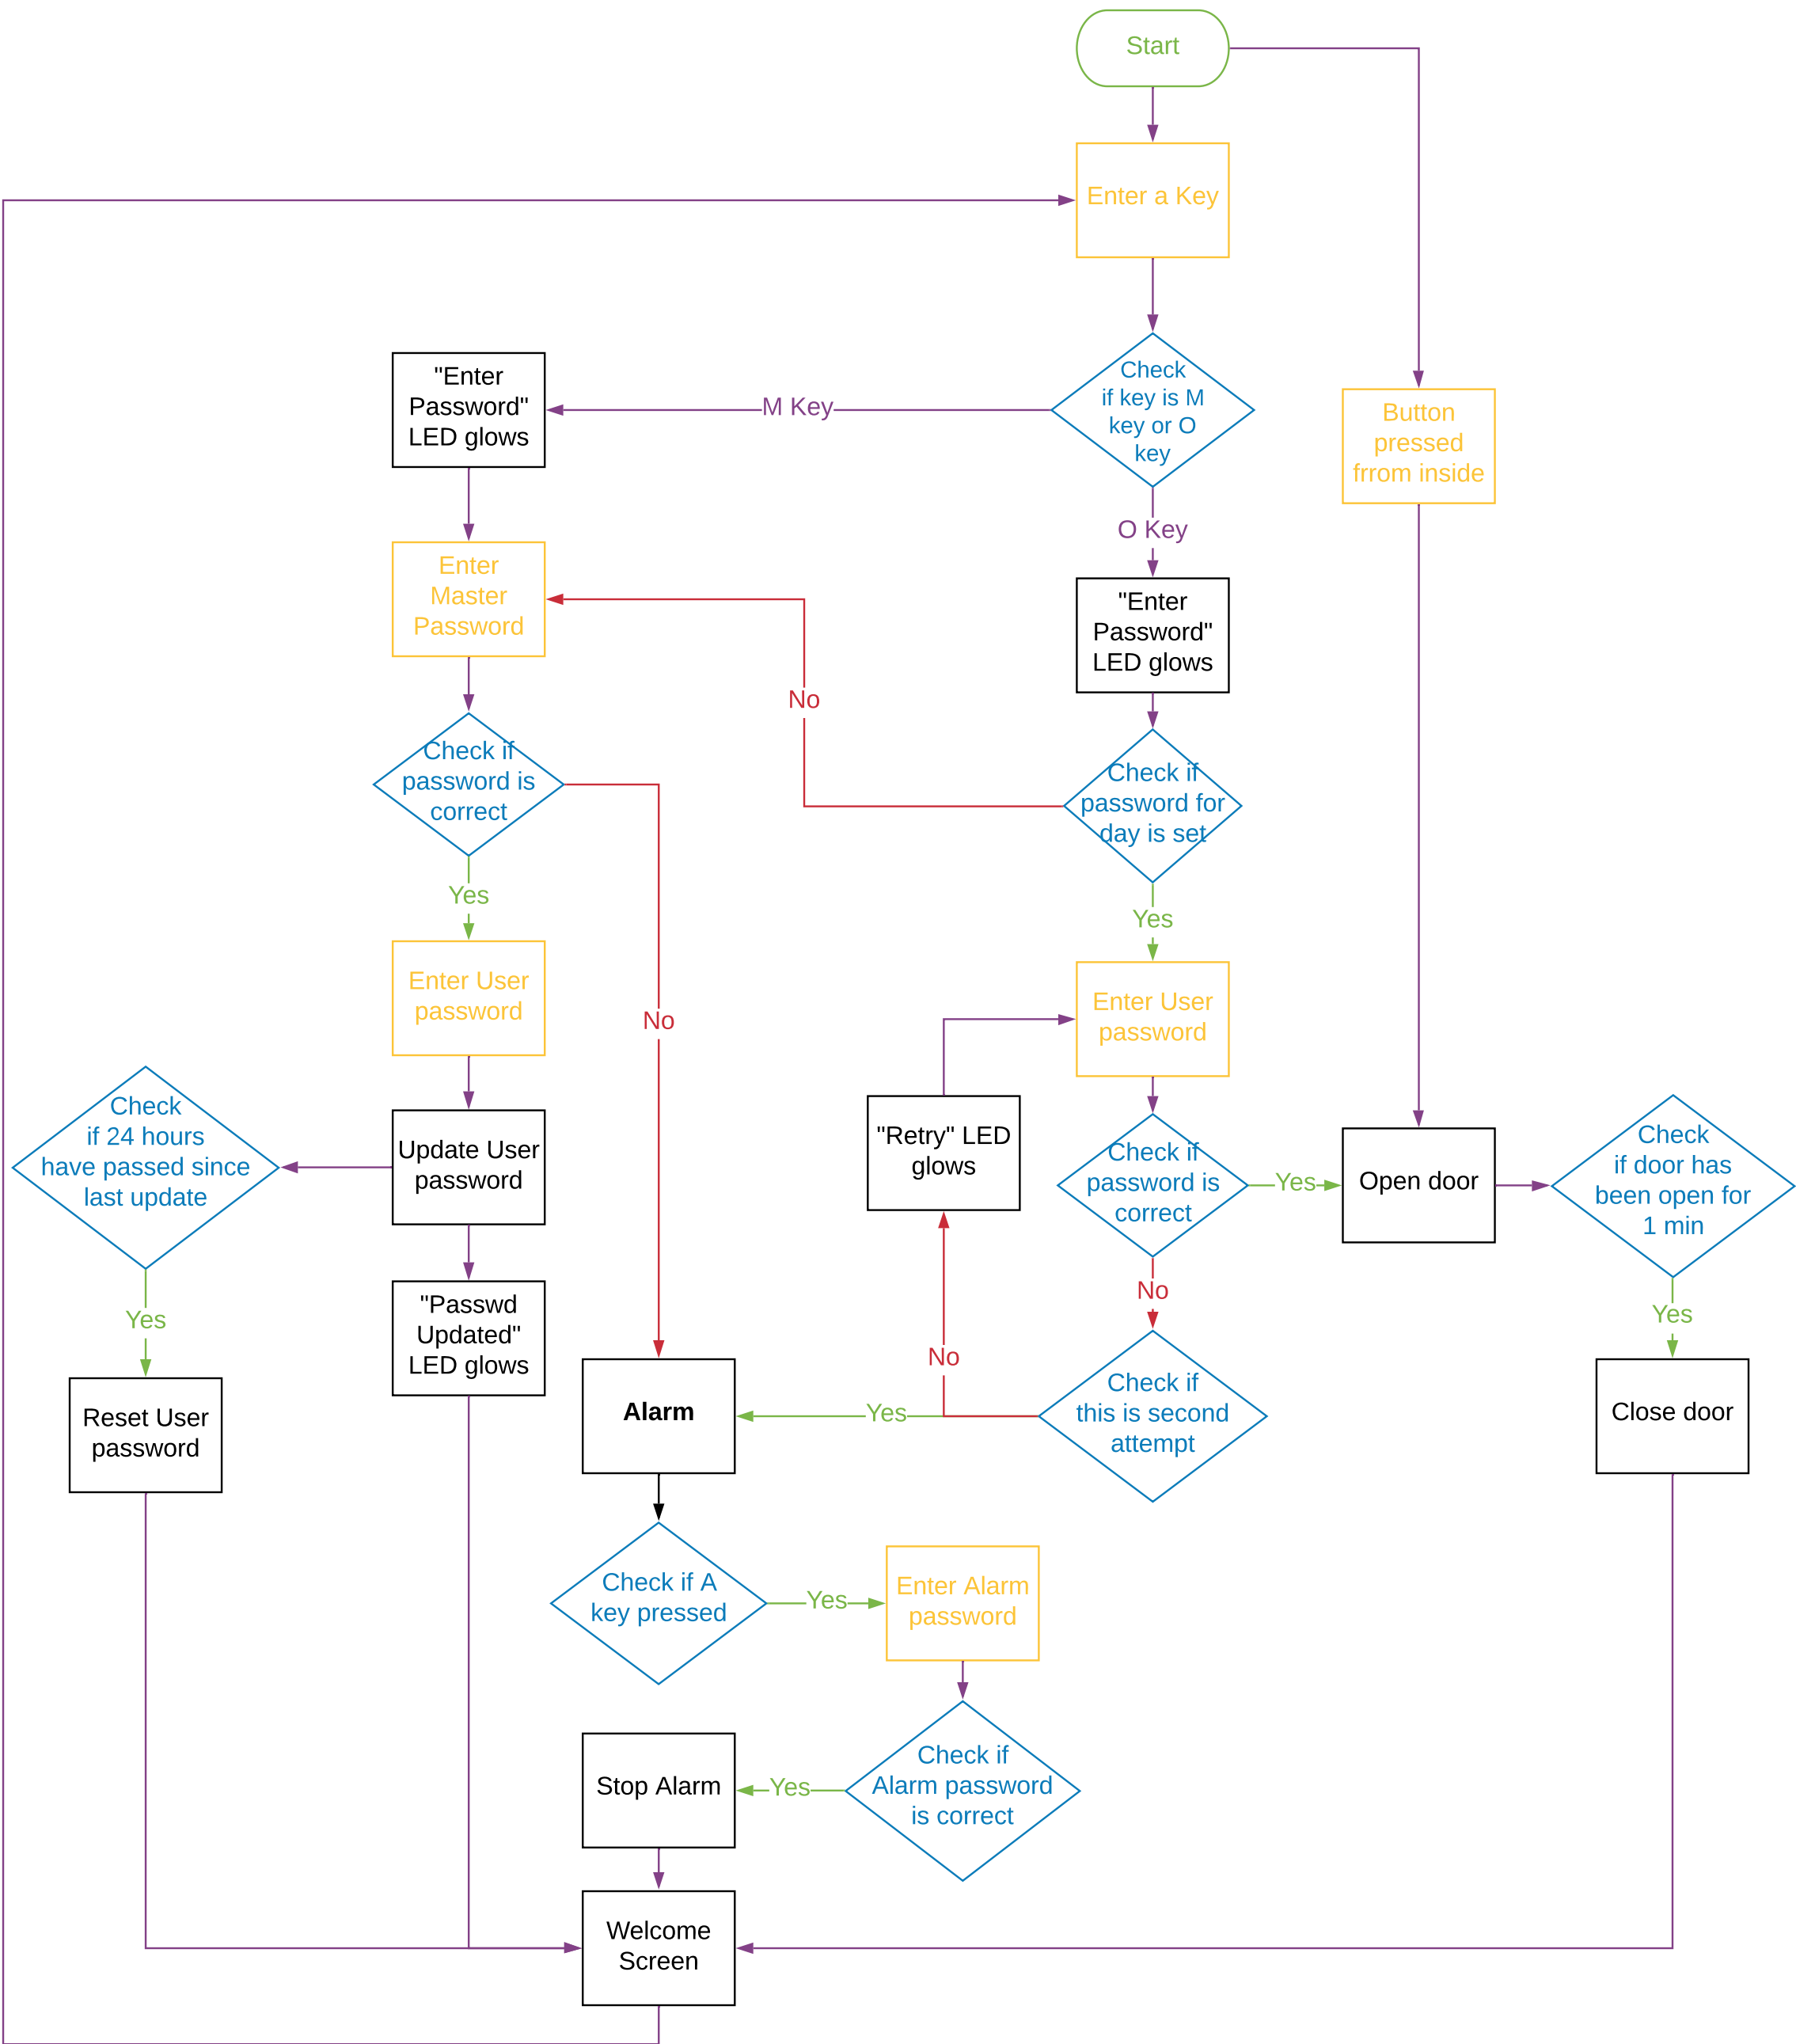 Start
Enter a Key
Check
if key is M
key or O
key
M Key
"Enter
Password"
LED glows
Button
pressed
frrom inside
O Key
Enter
Master
Password
"Enter
Password"
LED glows
No
Check if
password is
correct
Check if
password for
day is set
Yes
Yes
Enter User
password
Enter User
password
No
Check
if 24 hours
have passed since
last update
Update User
password
"Retry" LED
glows
Check if
password is
correct
Yes
Open door
Check
if door has
been open for
1 min
Yes
"Passwd
Updated"
LED glows
No
Yes
No
Reset User
password
Alarm
Yes
Check if
this is second
attempt
Close door
Check if A
key pressed
Yes
Enter Alarm
password
Stop Alarm
Yes
Check if
Alarm password
is correct
Welcome
Screen